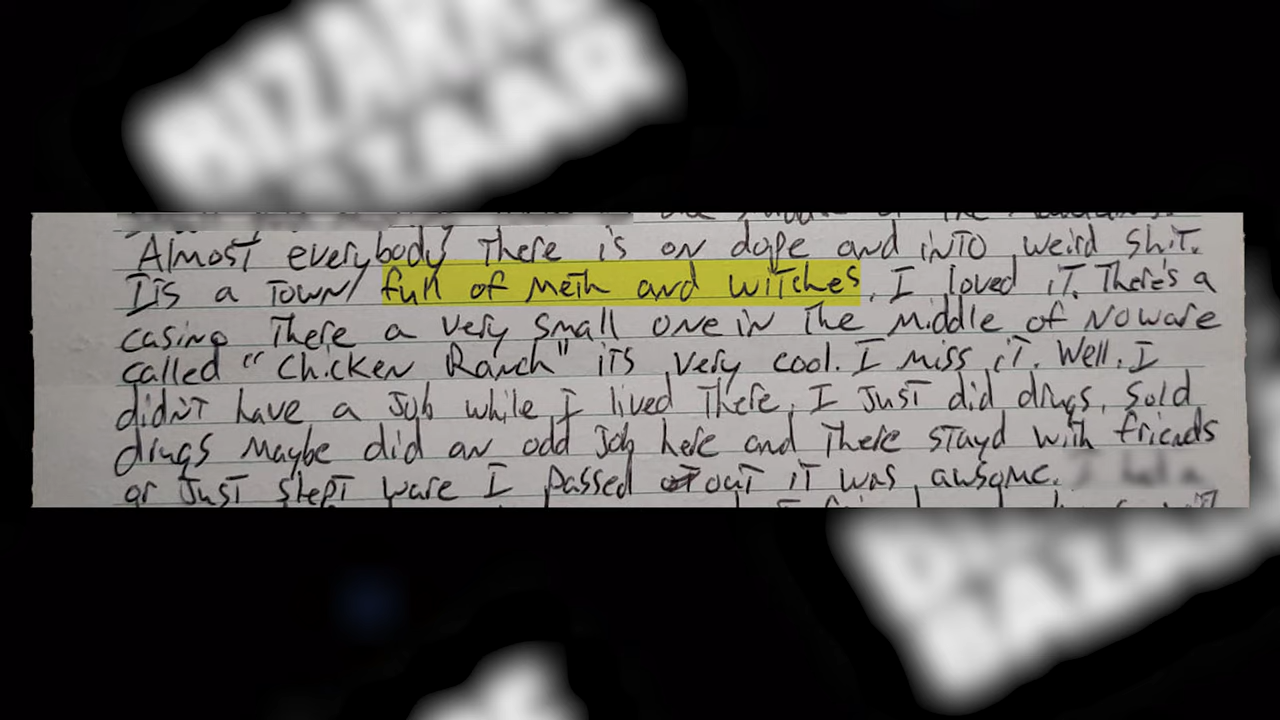 BIZARRE
BAZAAR
Almost everybody there is on dope and into weird shit.
Its a town full of meth and witches. I loved it. There's a
casino there a very small one in the middle of noware
called "Chicken Ranch" its very cool. I miss it. Well. I
didn't have a job while I lived there. I just did drugs, sold
drugs maybe did an odd job here and there stayd with friends
or just slept ware I passed out it was awsome.